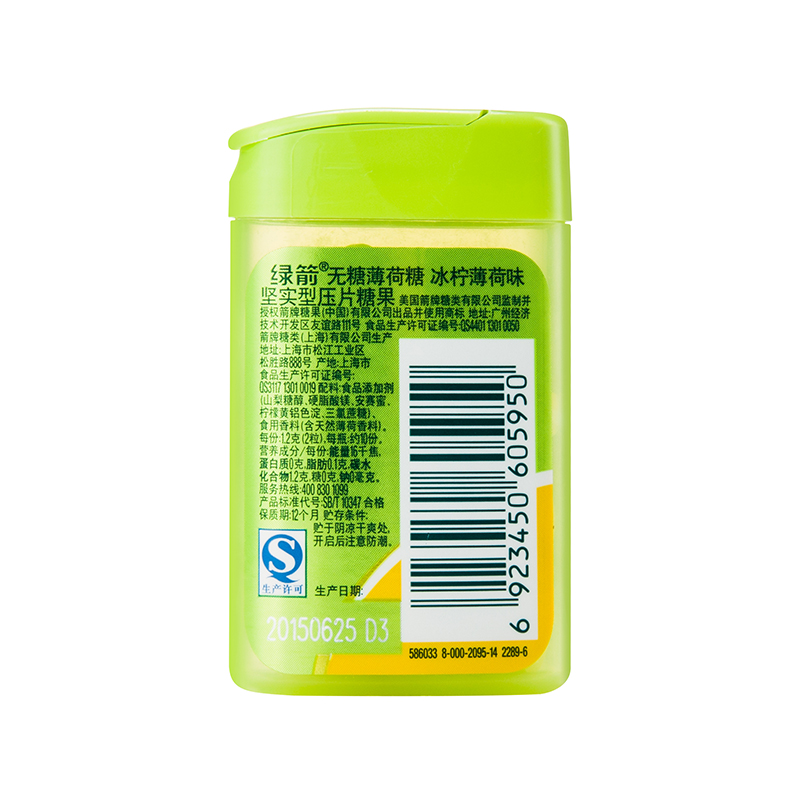 绿箭®无糖薄荷糖 冰柠薄荷味
坚实型压片糖果 美国箭牌糖类有限公司监制并
授权箭牌糖果(中国)有限公司出品并使用商标 地址:广州经济
技术开发区友谊路111号 食品生产许可证编号:QS4401 1301 0050
箭牌糖类(上海)有限公司生产
地址:上海市松江工业区
松胜路888号 产地:上海市
食品生产许可证编号:
QS3117 1301 0019 配料:食品添加剂
(山梨糖醇、硬脂酸镁、安赛蜜、
柠檬黄铝色淀、三氯蔗糖)、
食用香料(含天然薄荷香料)。
每份:1.2克(2粒),每瓶:约10份。
营养成分/每份:能量16千焦,
蛋白质0克,脂肪0.1克,碳水
化合物1.2克,糖0克,钠0毫克。
服务热线:400 830 1099
产品标准代号:SB/T 10347 合格
保质期:12个月 贮存条件:
贮于阴凉干爽处,
开启后注意防潮。
生产许可
生产日期:
20150625 D3
6 923450 605950
586033 8-000-2095-14 2289-6